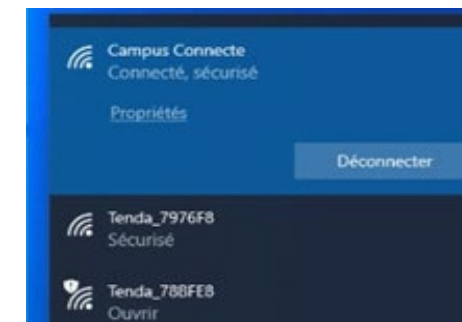 Campus Connecte
Connecté, sécurisé
Propriétés
Déconnecter
Tenda_7976F8
Sécurisé
Tenda_788FE8
Ouvrir